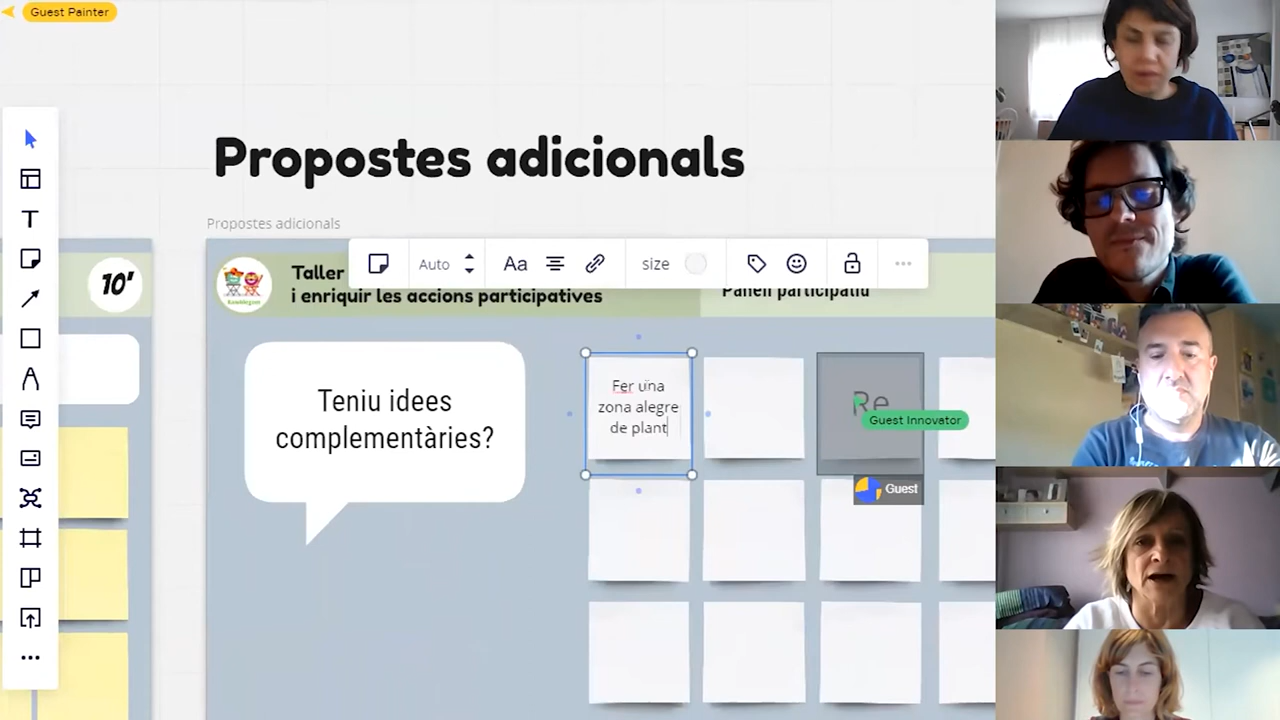 Guest Painter
Propostes adicionals
Propostes adicionals
10'
Taller
i enriquir les accions participatives
Auto
Aa
size
Panell participatiu
Teniu idees
complementàries?
Fer una
zona alegre
de plant
Re
Guest Innovator
Guest
T